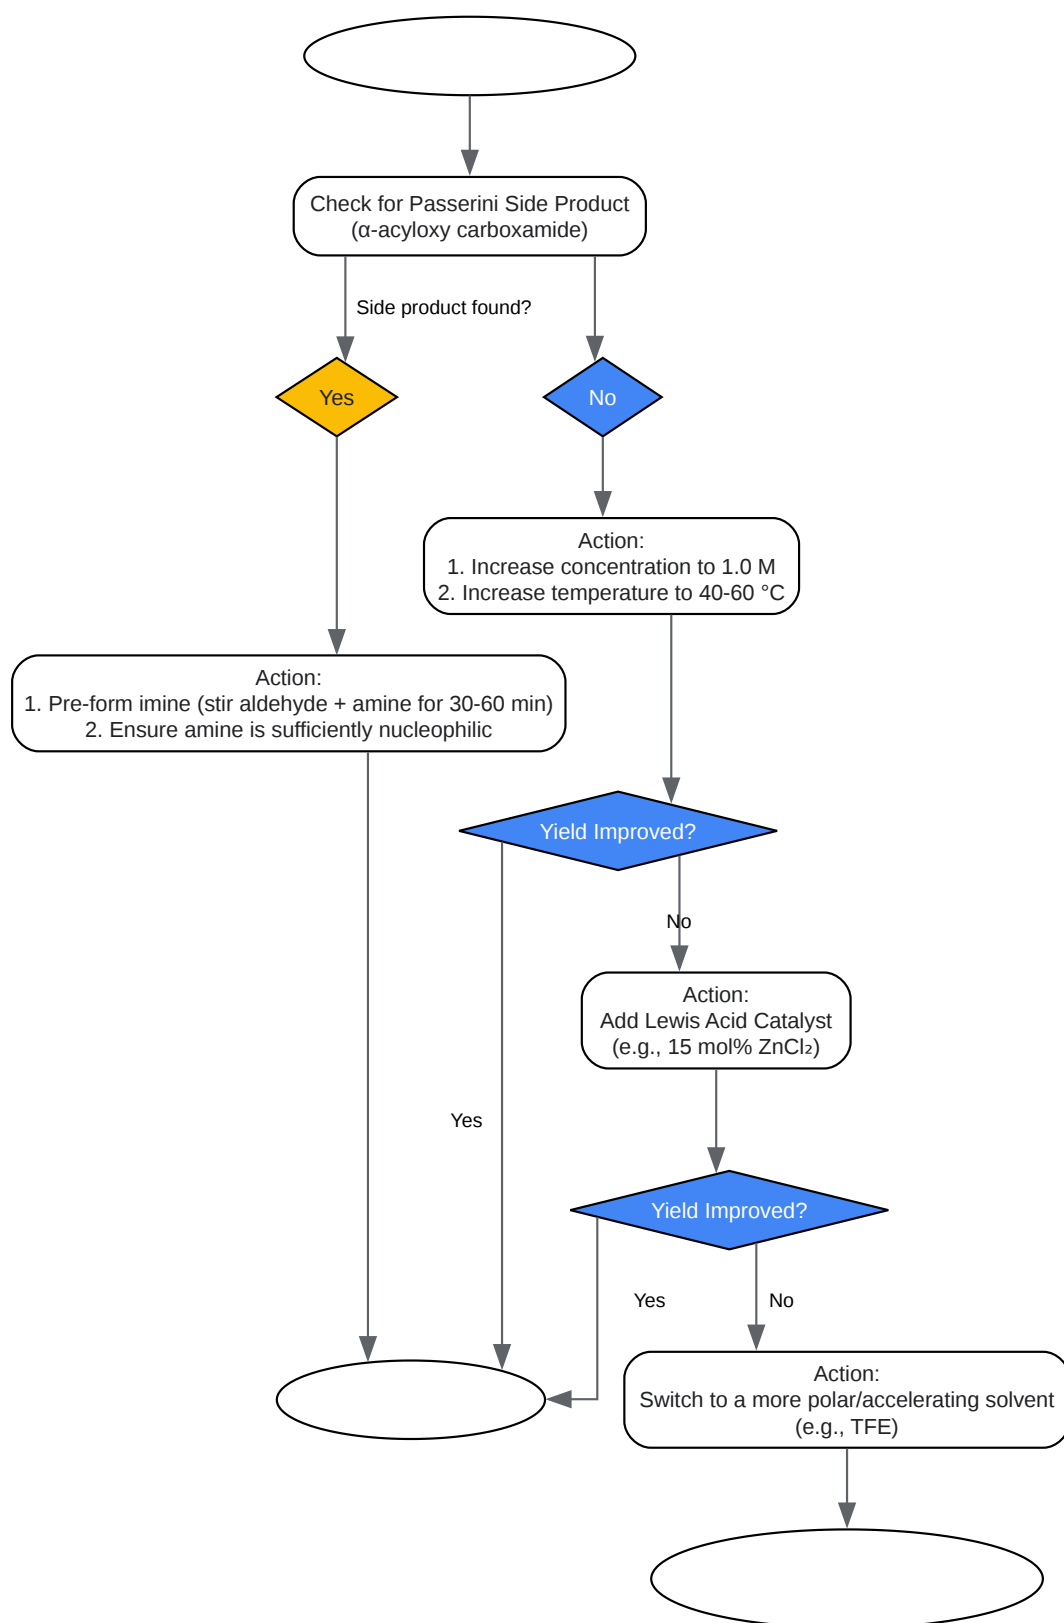 Check for Passerini Side Product
(α-acyloxy carboxamide)
Side product found?
Yes
No
Action:
1. Increase concentration to 1.0 M
2. Increase temperature to 40-60 °C
Action:
1. Pre-form imine (stir aldehyde + amine for 30-60 min)
2. Ensure amine is sufficiently nucleophilic
Yield Improved?
No
Action:
Add Lewis Acid Catalyst
(e.g., 15 mol% ZnCl₂)
Yes
Yield Improved?
Yes
No
Action:
Switch to a more polar/accelerating solvent
(e.g., TFE)